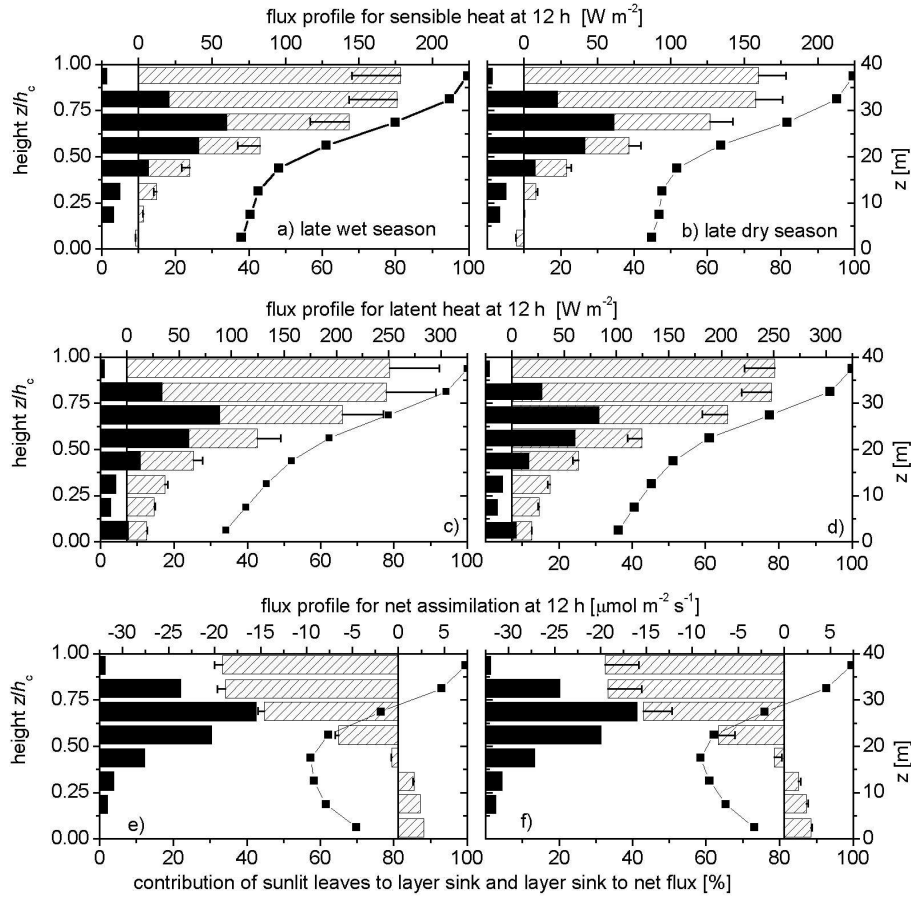 flux profile for sensible heat at 12 h [W m-2]
0 50 100 150 200 0 50 100 150 200
height z/hc
1.00
0.75
0.50
0.25
0.00
40
30
20
10
0
z [m]
a) late wet season
b) late dry season
0 20 40 60 80 100 20 40 60 80 100
flux profile for latent heat at 12 h [W m-2]
0 50 100 150 200 250 300 0 50 100 150 200 250 300
height z/hc
1.00
0.75
0.50
0.25
0.00
40
30
20
10
0
z [m]
c)
d)
0 20 40 60 80 100 20 40 60 80 100
flux profile for net assimilation at 12 h [μmol m-2 s-1]
-30 -25 -20 -15 -10 -5 0 5 -30 -25 -20 -15 -10 -5 0 5
height z/hc
1.00
0.75
0.50
0.25
0.00
40
30
20
10
0
z [m]
e)
f)
0 20 40 60 80 100 20 40 60 80 100
contribution of sunlit leaves to layer sink and layer sink to net flux [%]